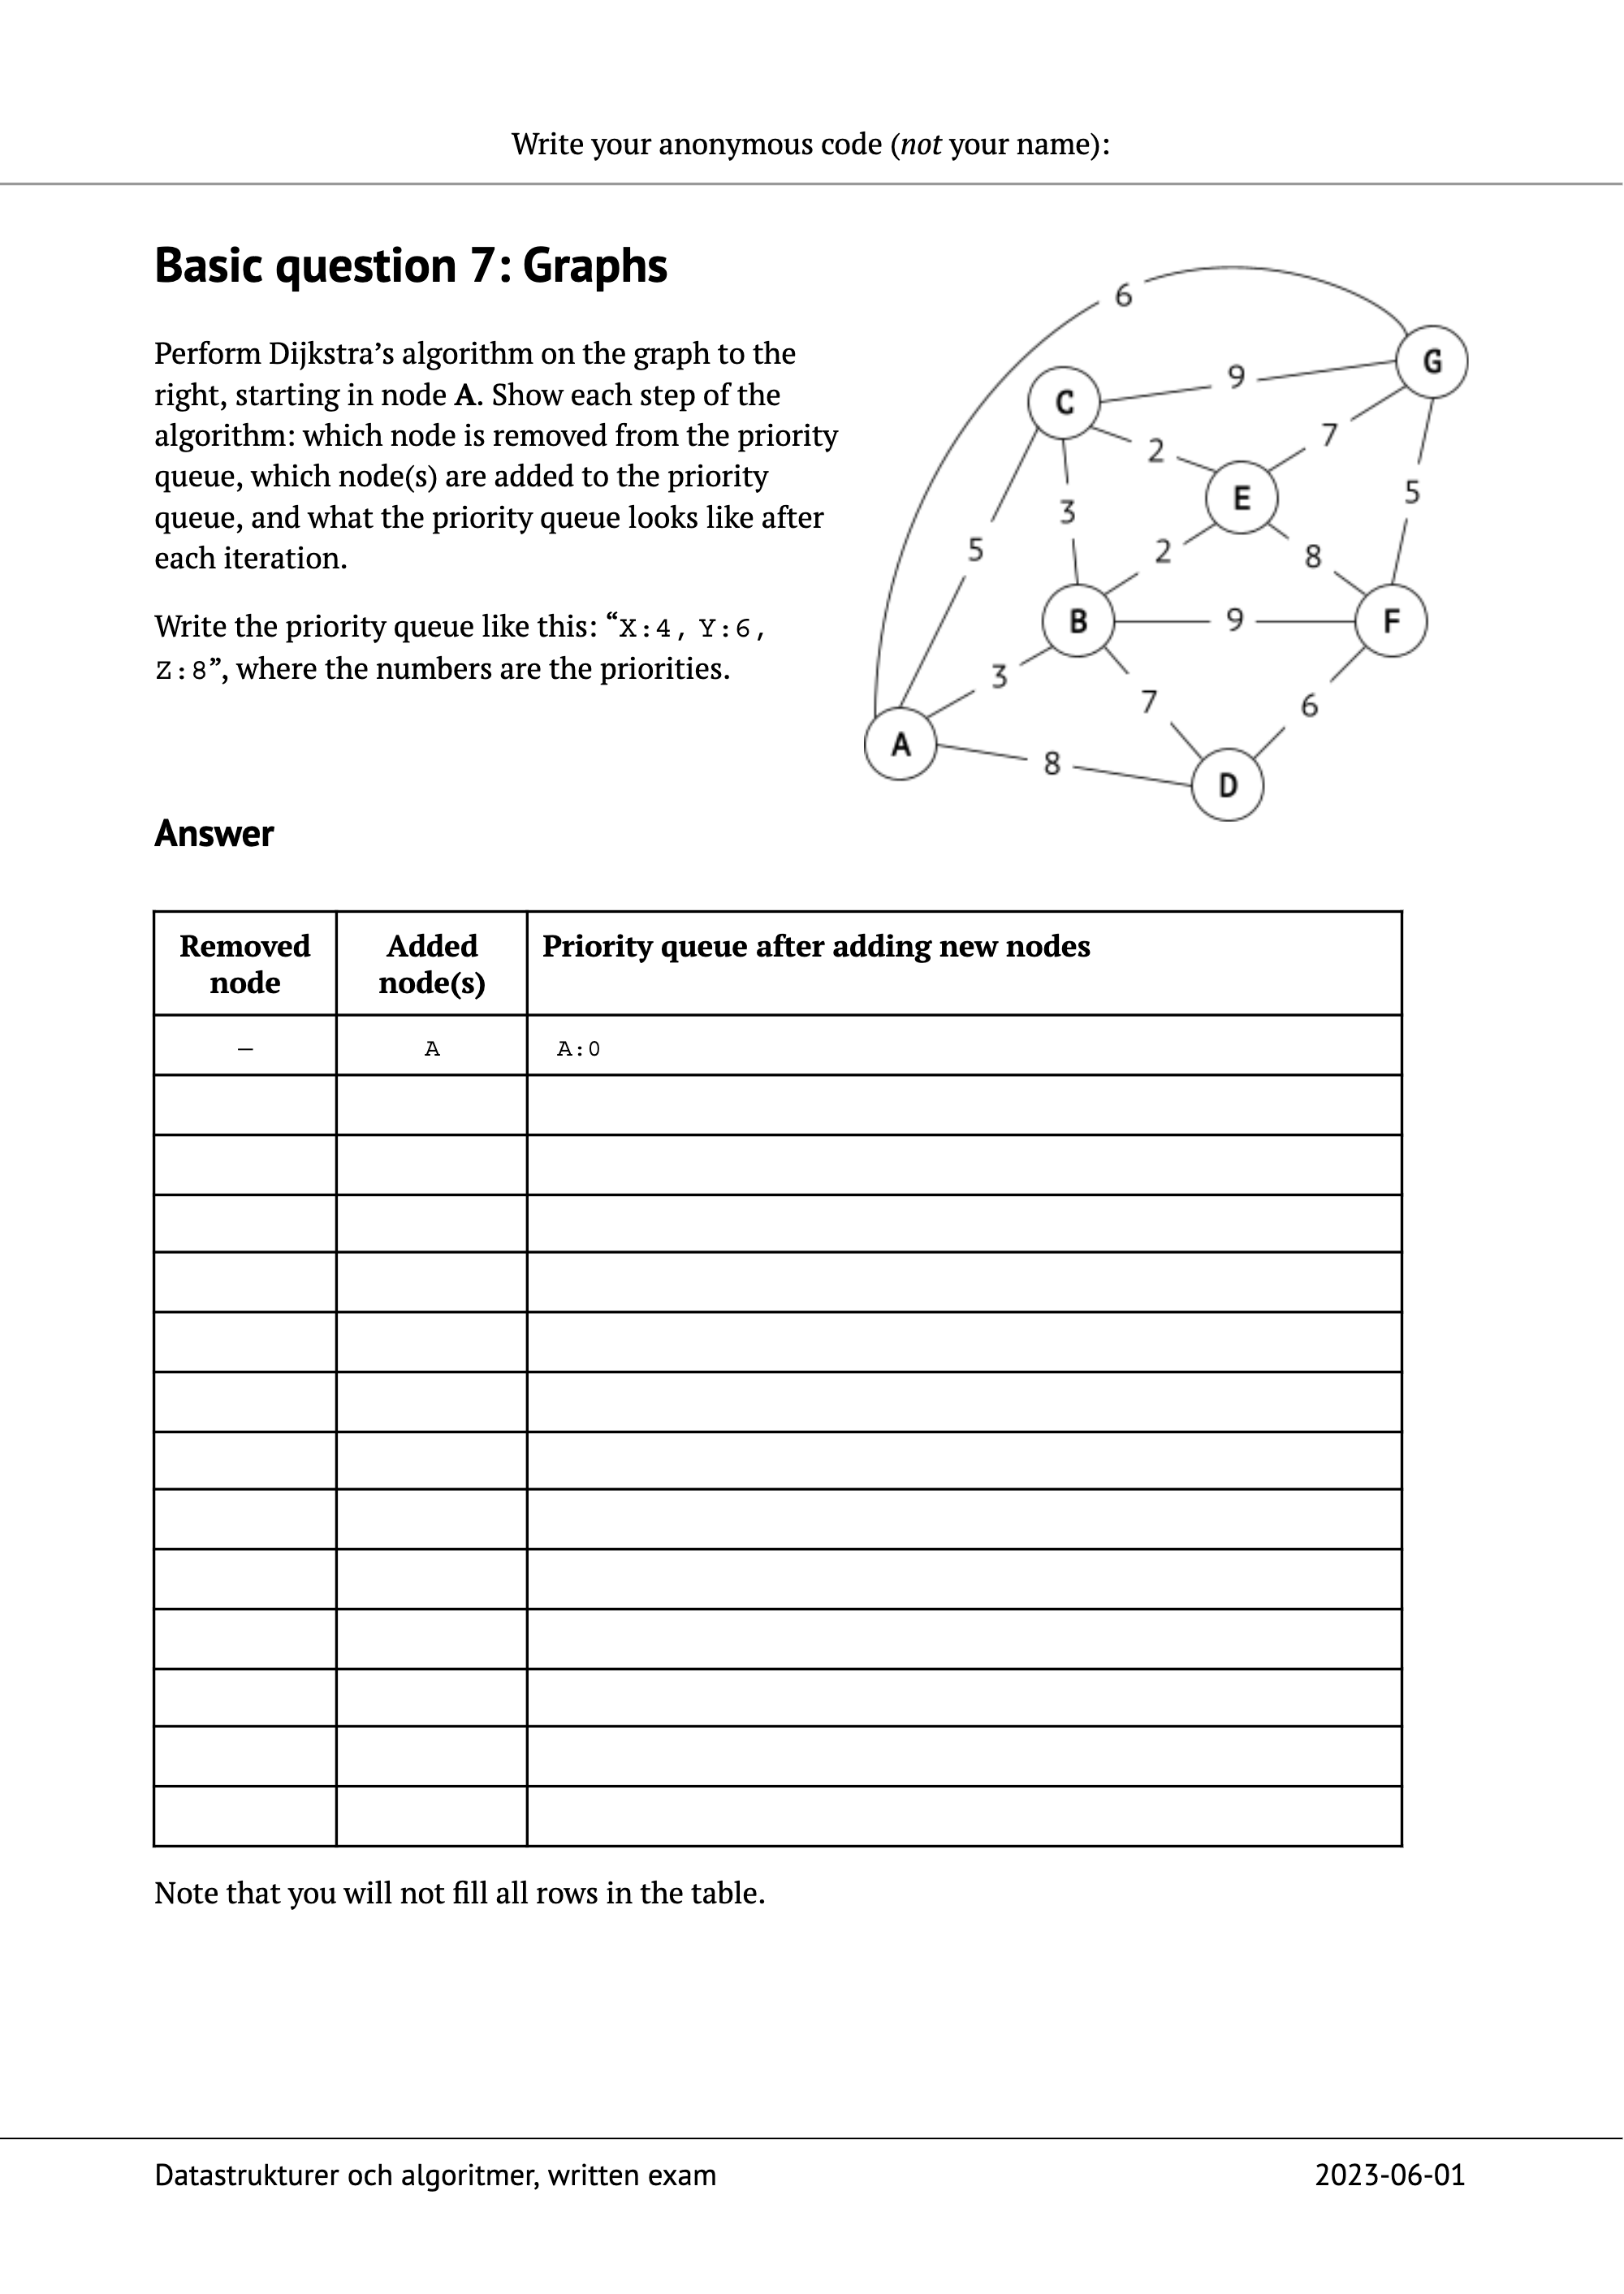 Write your anonymous code (not your name):
Basic question 7: Graphs
Perform Dijkstra’s algorithm on the graph to the
right, starting in node A. Show each step of the
algorithm: which node is removed from the priority
queue, which node(s) are added to the priority
queue, and what the priority queue looks like after
each iteration.
Write the priority queue like this: “X:4, Y:6,
Z:8”, where the numbers are the priorities.
6
G
9
C
7
2
E
5
3
5
2
8
B
9
F
3
7
6
A
8
D
Answer
Removed
node
Added
node(s)
Priority queue after adding new nodes
–
A
A:0
Note that you will not fill all rows in the table.
Datastrukturer och algoritmer, written exam
2023-06-01